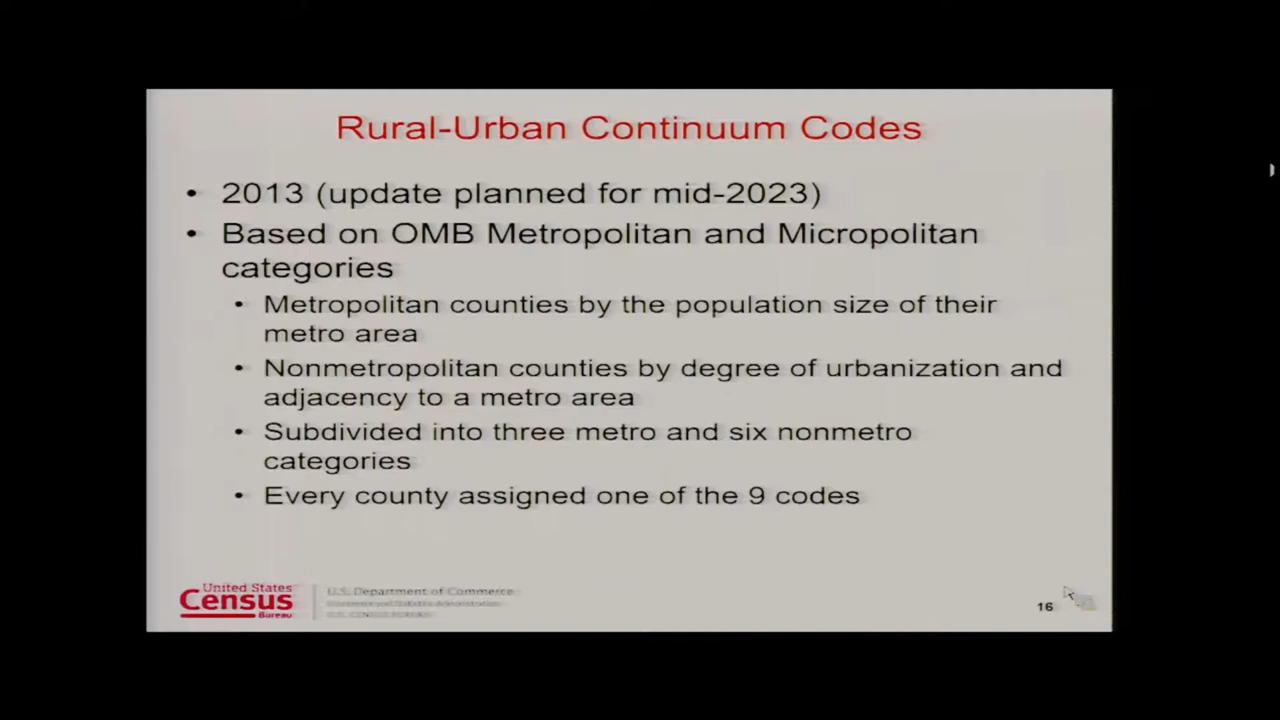 Rural-Urban Continuum Codes
• 2013 (update planned for mid-2023)
• Based on OMB Metropolitan and Micropolitan
categories
• Metropolitan counties by the population size of their
metro area
• Nonmetropolitan counties by degree of urbanization and
adjacency to a metro area
• Subdivided into three metro and six nonmetro
categories
• Every county assigned one of the 9 codes
United States
Census
Bureau
U.S. Department of Commerce
U.S. CENSUS BUREAU
16